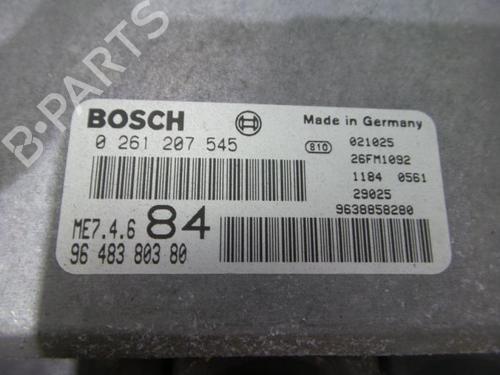 B-PARTS
BOSCH
Made in Germany
0 261 207 545
810
021025
26FM1092
1184 0561
29025
9638858280
ME7.4.6 84
96 483 803 80